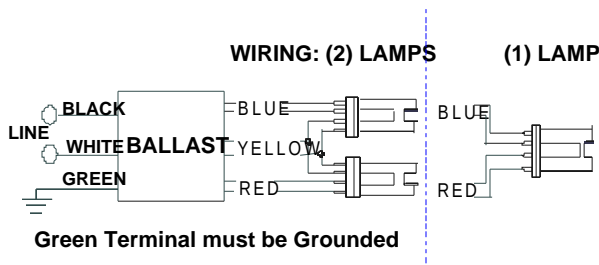 WIRING: (2) LAMPS
(1) LAMP
BLACK
LINE
WHITE
GREEN
BALLAST
BLUE
YELLOW
RED
BLUE
RED
Green Terminal must be Grounded